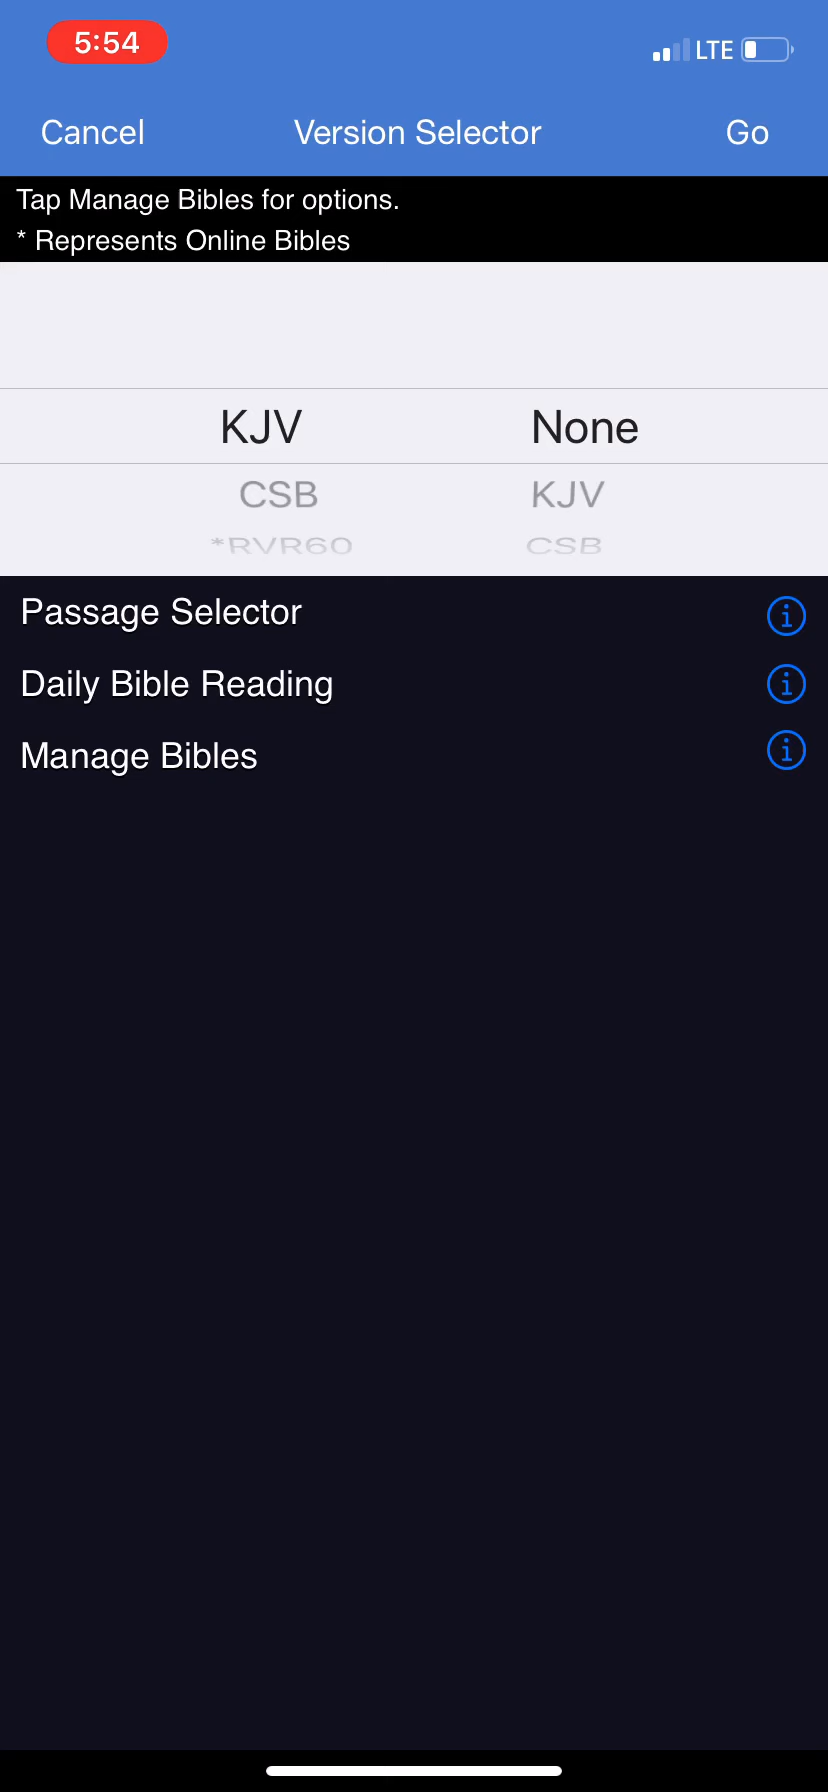 5:54 LTE
Cancel Version Selector Go
Tap Manage Bibles for options.
* Represents Online Bibles
KJV None
CSB KJV
*RVR60 CSB
Passage Selector
Daily Bible Reading
Manage Bibles